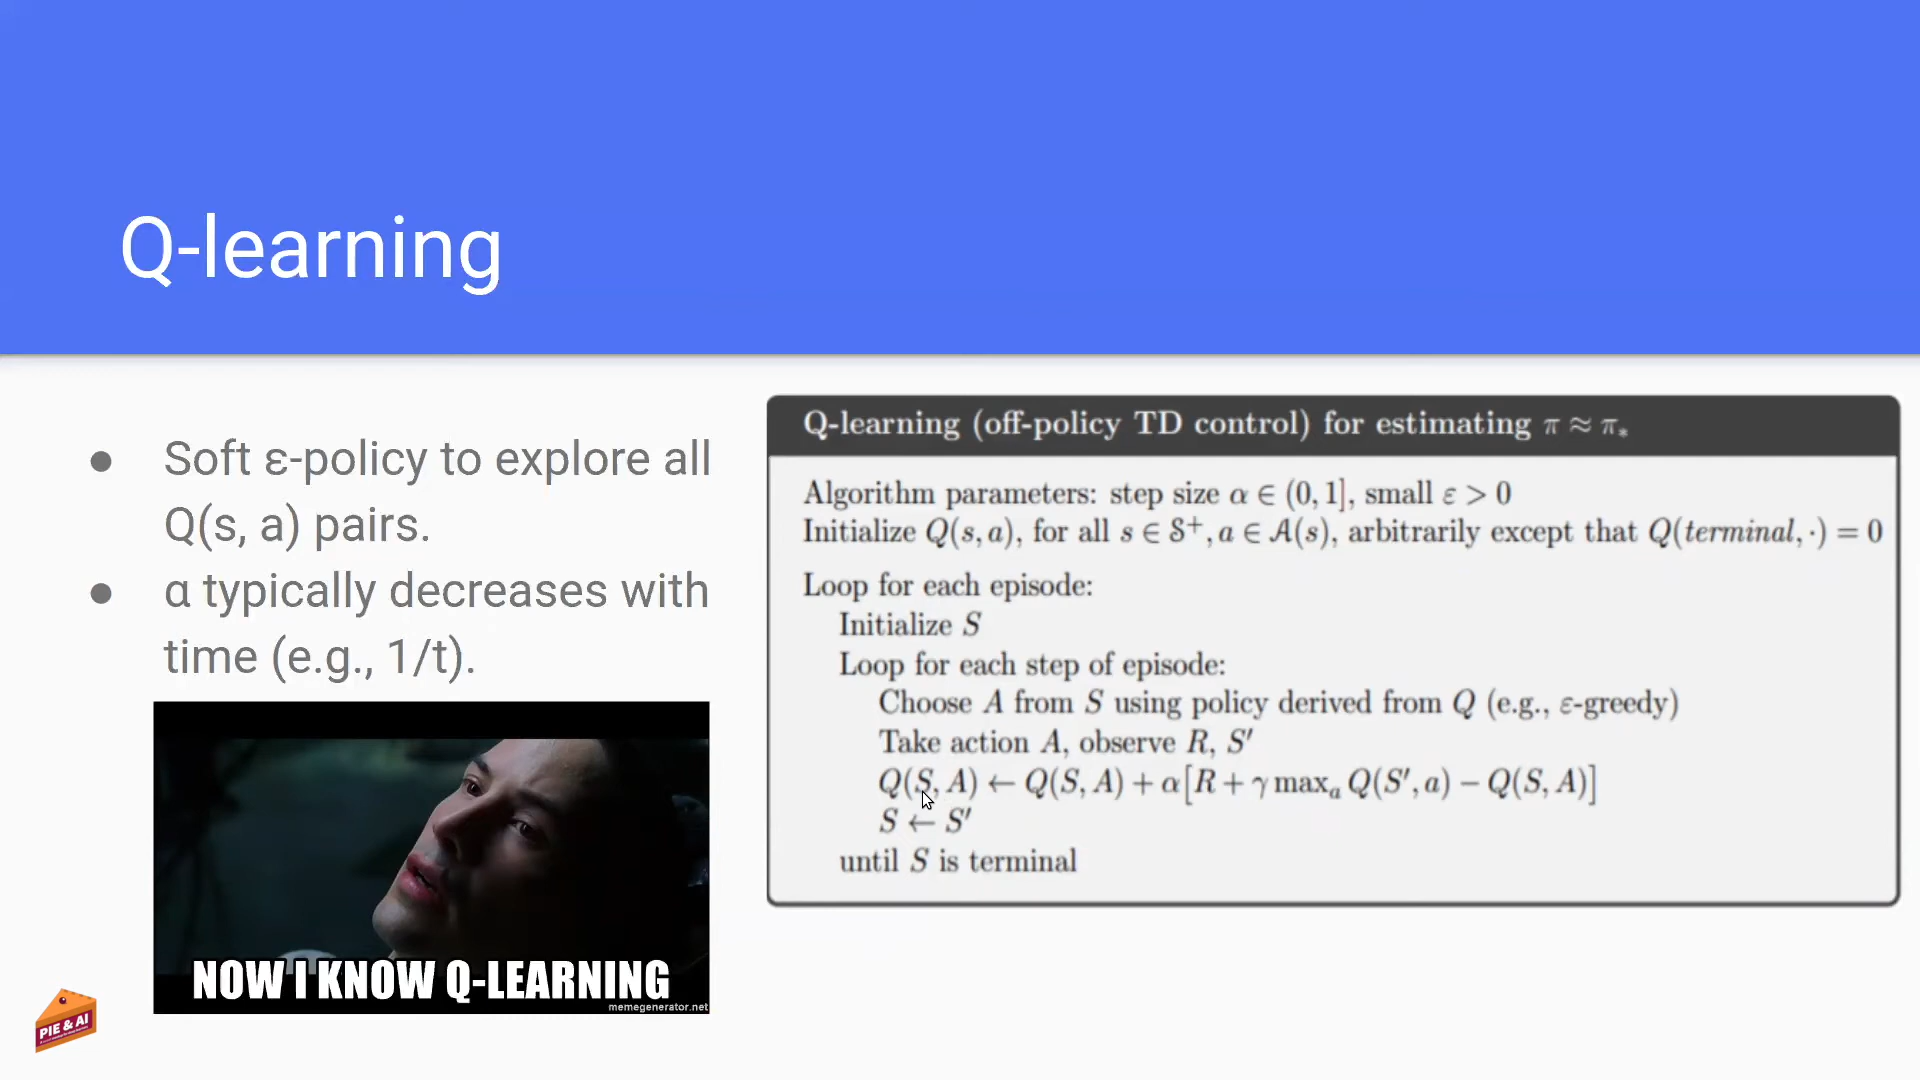 Q-learning
● Soft ε-policy to explore all
Q(s, a) pairs.
● α typically decreases with
time (e.g., 1/t).
NOW I KNOW Q-LEARNING
memegenerator.net
PIE & AI
Q-learning (off-policy TD control) for estimating π ≈ π*
Algorithm parameters: step size α ∈ (0, 1], small ε > 0
Initialize Q(s, a), for all s ∈ S⁺, a ∈ A(s), arbitrarily except that Q(terminal, ·) = 0
Loop for each episode:
Initialize S
Loop for each step of episode:
Choose A from S using policy derived from Q (e.g., ε-greedy)
Take action A, observe R, S′
Q(S, A) ← Q(S, A) + α[R + γ maxₐ Q(S′, a) − Q(S, A)]
S ← S′
until S is terminal